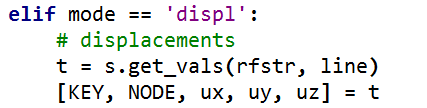 elif mode == 'displ':
    # displacements
    t = s.get_vals(rfstr, line)
    [KEY, NODE, ux, uy, uz] = t